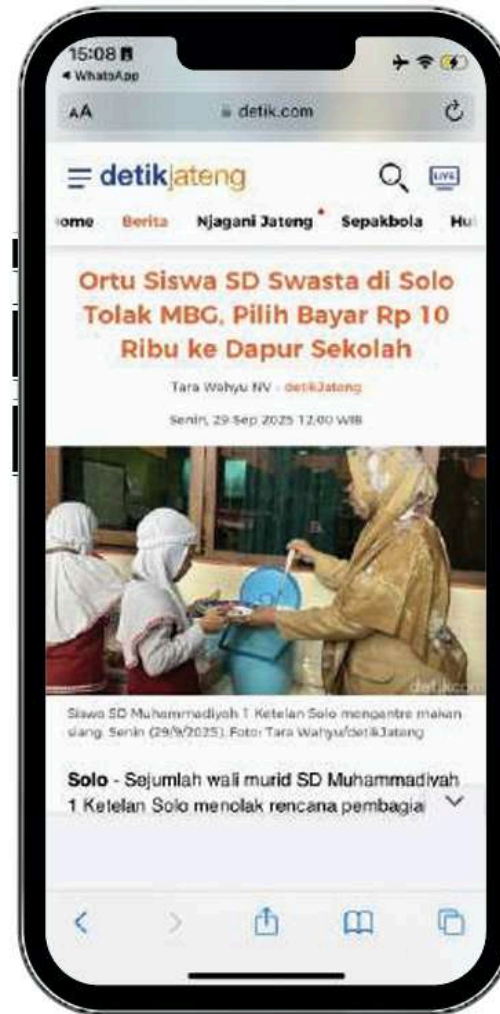 15:08
◀ WhatsApp
AA detik.com
detikjateng LIVE
ome Berita Njagani Jateng Sepakbola Hu
Ortu Siswa SD Swasta di Solo
Tolak MBG, Pilih Bayar Rp 10
Ribu ke Dapur Sekolah
Tara Wahyu NV - detikJateng
Senin, 29 Sep 2025 12:00 WIB
detikcom
Siswa SD Muhammadiyah 1 Ketelan Solo mengantre makan
siang, Senin (29/9/2025). Foto: Tara Wahyu/detikJateng
Solo - Sejumlah wali murid SD Muhammadiyah
1 Ketelan Solo menolak rencana pembagia